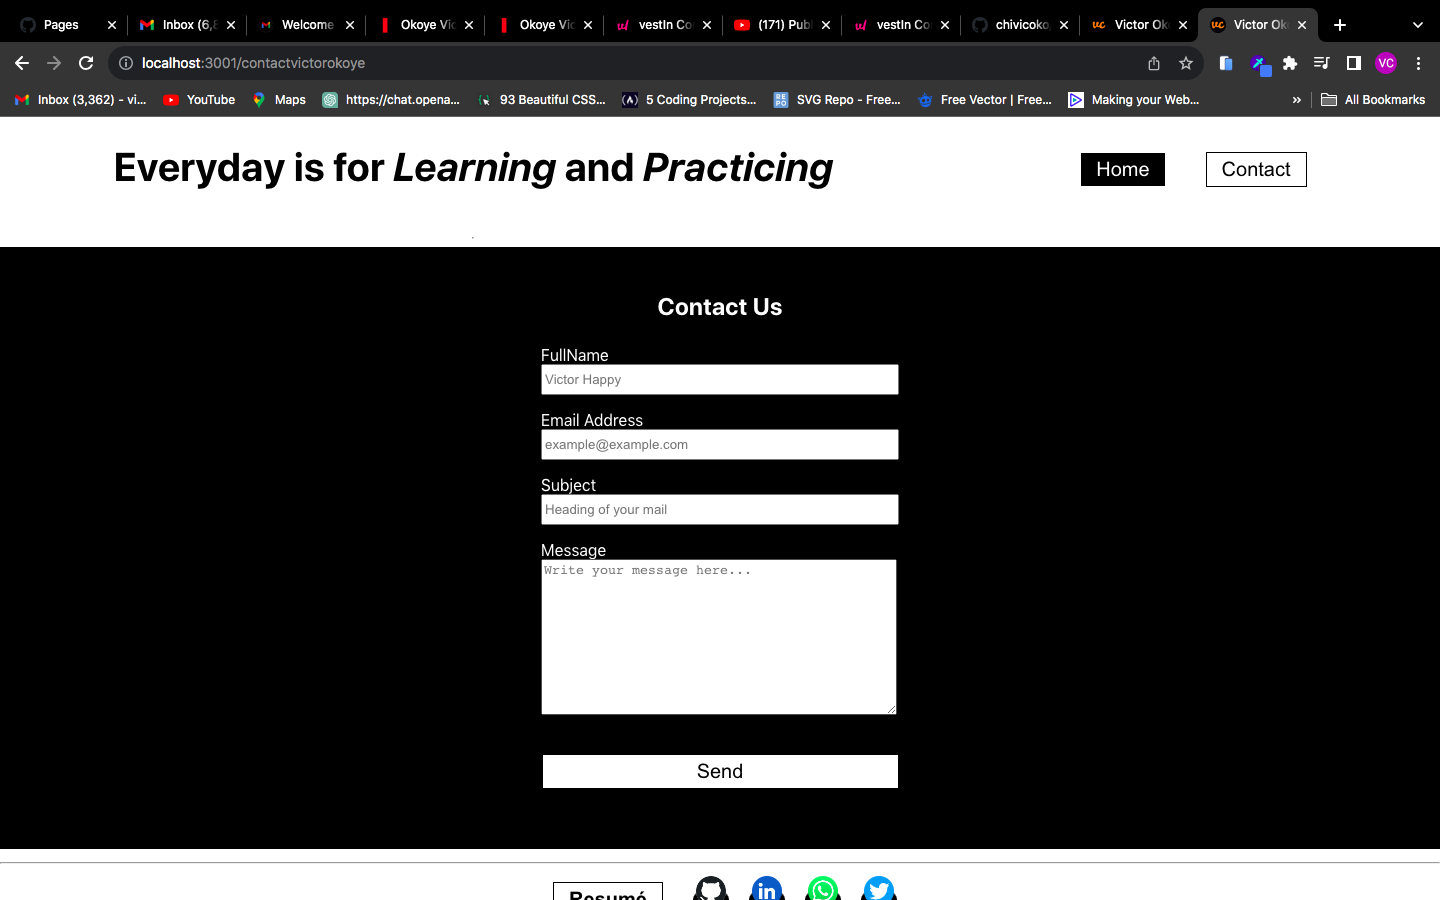 Pages Inbox (6,8 Welcome Okoye Vic Okoye Vic vestIn Co vestIn Co (171) Publ chivicoko Victor Ok Victor Ok
localhost:3001/contactvictorokoye VC
Inbox (3,362) - vi... YouTube Maps https://chat.opena... 93 Beautiful CSS... 5 Coding Projects... REPO SVG Repo - Free... Free Vector | Free... Making your Web... » All Bookmarks
Everyday is for Learning and Practicing Home Contact
Contact Us
FullName
Victor Happy
Email Address
example@example.com
Subject
Heading of your mail
Message
Write your message here...
Send
Resumé